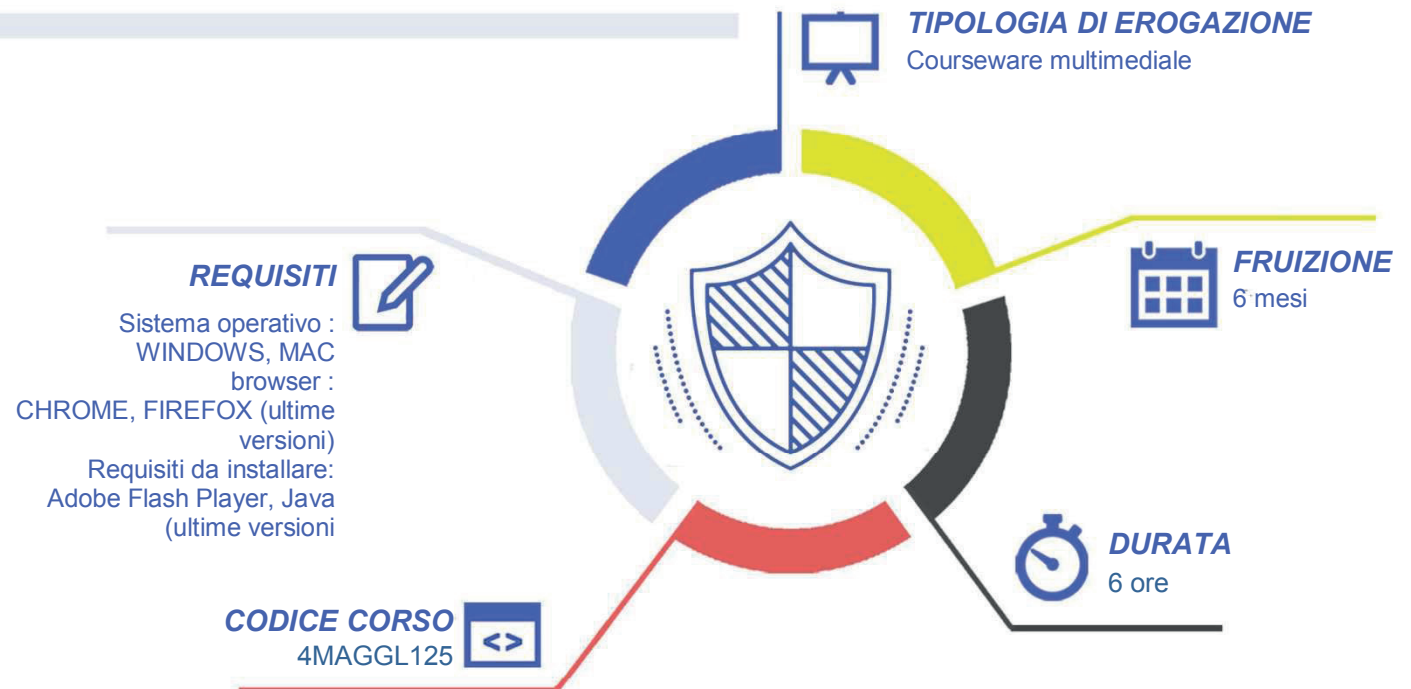 TIPOLOGIA DI EROGAZIONE
Courseware multimediale
REQUISITI
Sistema operativo :
WINDOWS, MAC
browser :
CHROME, FIREFOX (ultime
versioni)
Requisiti da installare:
Adobe Flash Player, Java
(ultime versioni
FRUIZIONE
6 mesi
DURATA
6 ore
CODICE CORSO
4MAGGL125
<>